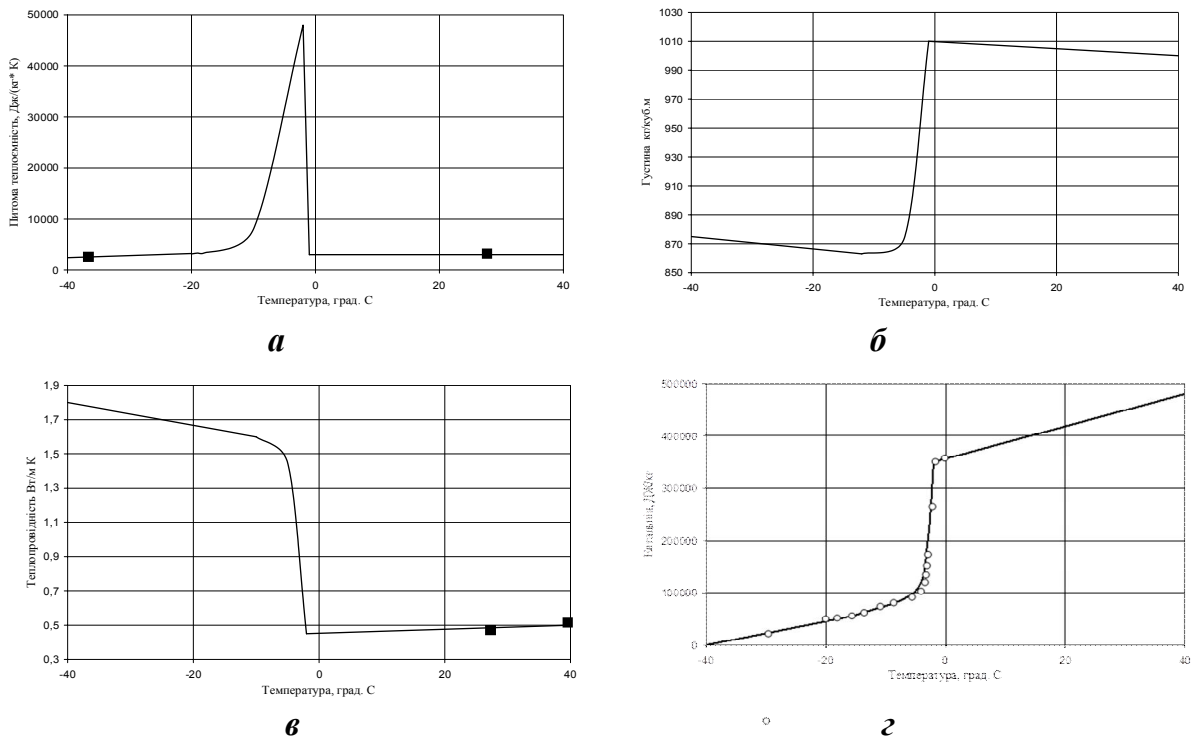 50000
40000
30000
20000
10000
0
-40 -20 0 20 40
Питома теплоємність, Дж/(кг* К)
Температура, град. С
а
1030
1010
990
970
950
930
910
890
870
850
-40 -20 0 20 40
Густина кг/куб.м
Температура, град. С
б
1,9
1,7
1,5
1,3
1,1
0,9
0,7
0,5
0,3
-40 -20 0 20 40
Теплопровідність Вт/м К
Температура, град. С
в
500000
400000
300000
200000
100000
0
-40 -20 0 20 40
Температура, град. С
г